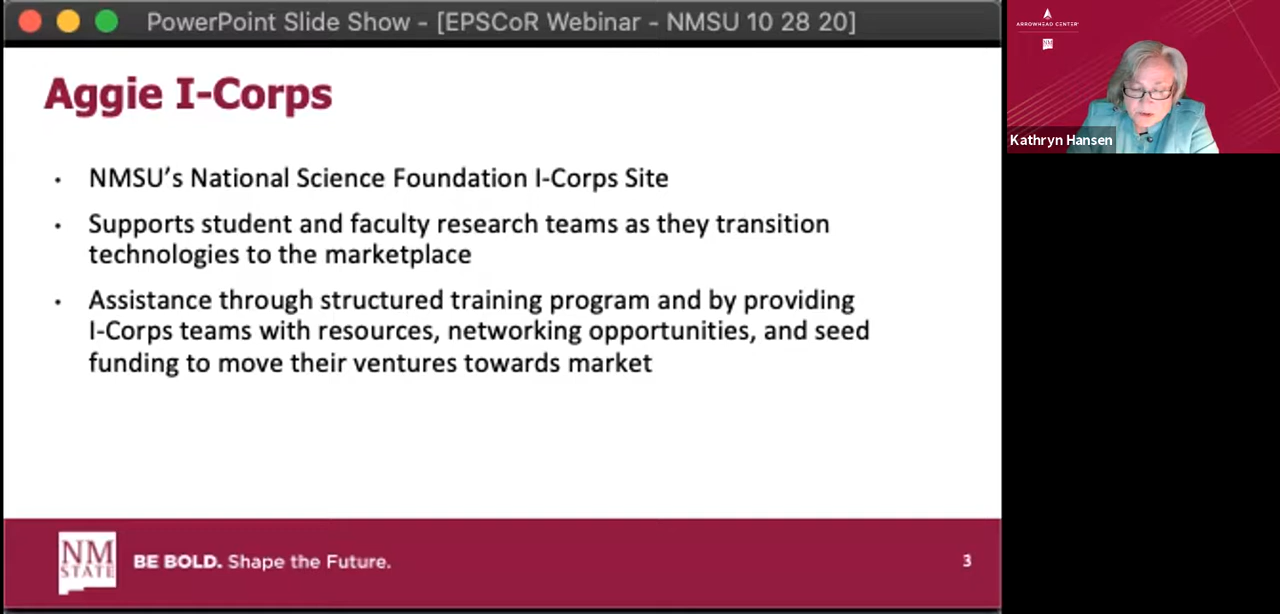 PowerPoint Slide Show - [EPSCoR Webinar - NMSU 10 28 20]
Aggie I-Corps
• NMSU’s National Science Foundation I-Corps Site
• Supports student and faculty research teams as they transition
technologies to the marketplace
• Assistance through structured training program and by providing
I-Corps teams with resources, networking opportunities, and seed
funding to move their ventures towards market
NM
STATE
BE BOLD. Shape the Future.
3
ARROWHEAD CENTER
NM
Kathryn Hansen